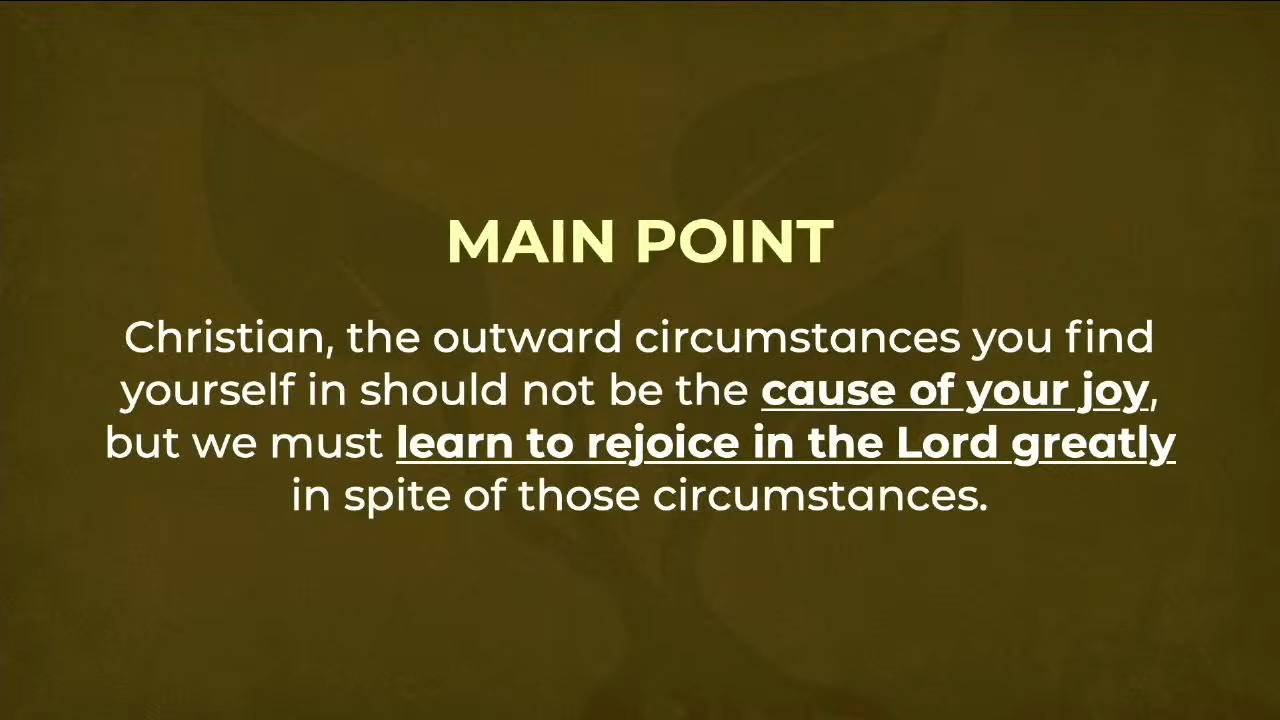 MAIN POINT
Christian, the outward circumstances you find
yourself in should not be the cause of your joy,
but we must learn to rejoice in the Lord greatly
in spite of those circumstances.